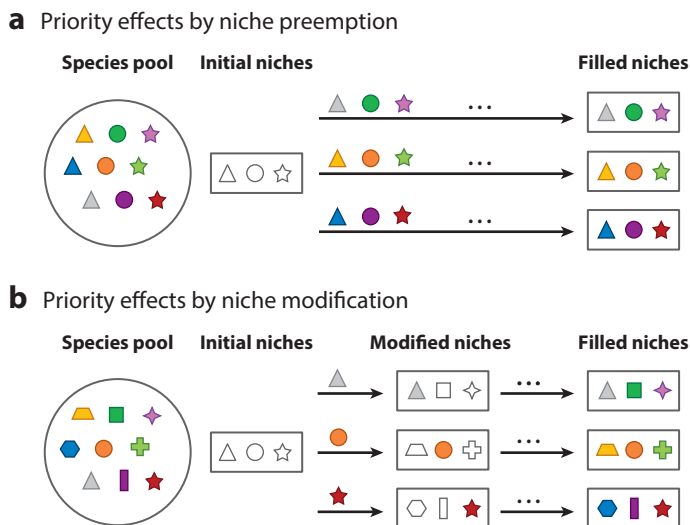 a Priority effects by niche preemption
Species pool Initial niches Filled niches
...
...
...
b Priority effects by niche modification
Species pool Initial niches Modified niches Filled niches
...
...
...